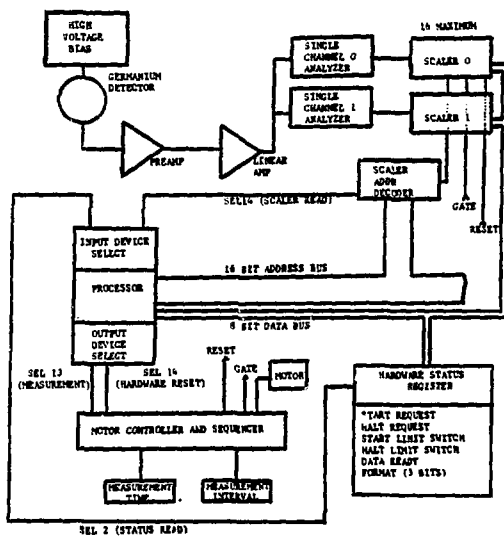 HIGH
VOLTAGE
BIAS
GERMANIUM
DETECTOR
PREAMP
LINEAR
AMP
SINGLE
CHANNEL 0
ANALYZER
SINGLE
CHANNEL 1
ANALYZER
16 MAXIMUM
SCALER 0
SCALER 1
SCALER
ADDR
DECODER
GATE
RESET
SEL14 (SCALER READ)
INPUT DEVICE
SELECT
PROCESSOR
OUTPUT
DEVICE
SELECT
16 BIT ADDRESS BUS
8 BIT DATA BUS
SEL 13
(MEASUREMENT)
SEL 14
(HARDWARE RESET)
RESET
GATE
MOTOR
MOTOR CONTROLLER AND SEQUENCER
MEASUREMENT
TIME
MEASUREMENT
INTERVAL
HARDWARE STATUS
REGISTER
*TART REQUEST
HALT REQUEST
START LIMIT SWITCH
HALT LIMIT SWITCH
DATA READY
FORMAT (3 BITS)
SEL 2 (STATUS READ)